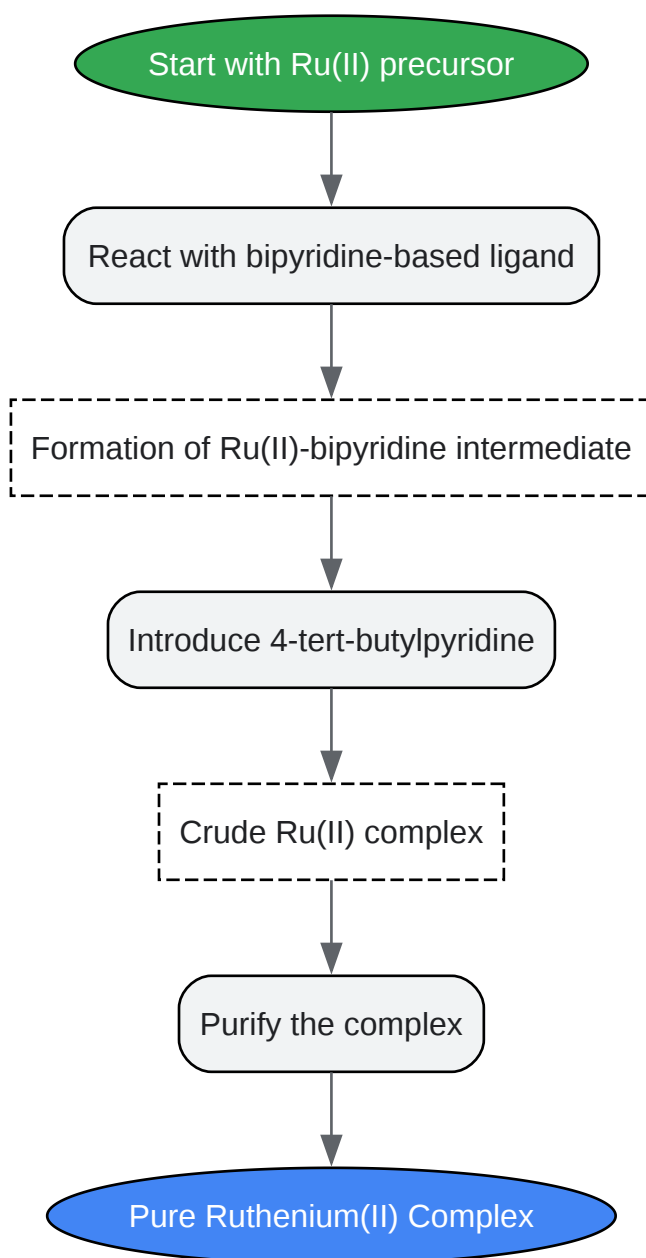 Start with Ru(II) precursor
React with bipyridine-based ligand
Formation of Ru(II)-bipyridine intermediate
Introduce 4-tert-butylpyridine
Crude Ru(II) complex
Purify the complex
Pure Ruthenium(II) Complex